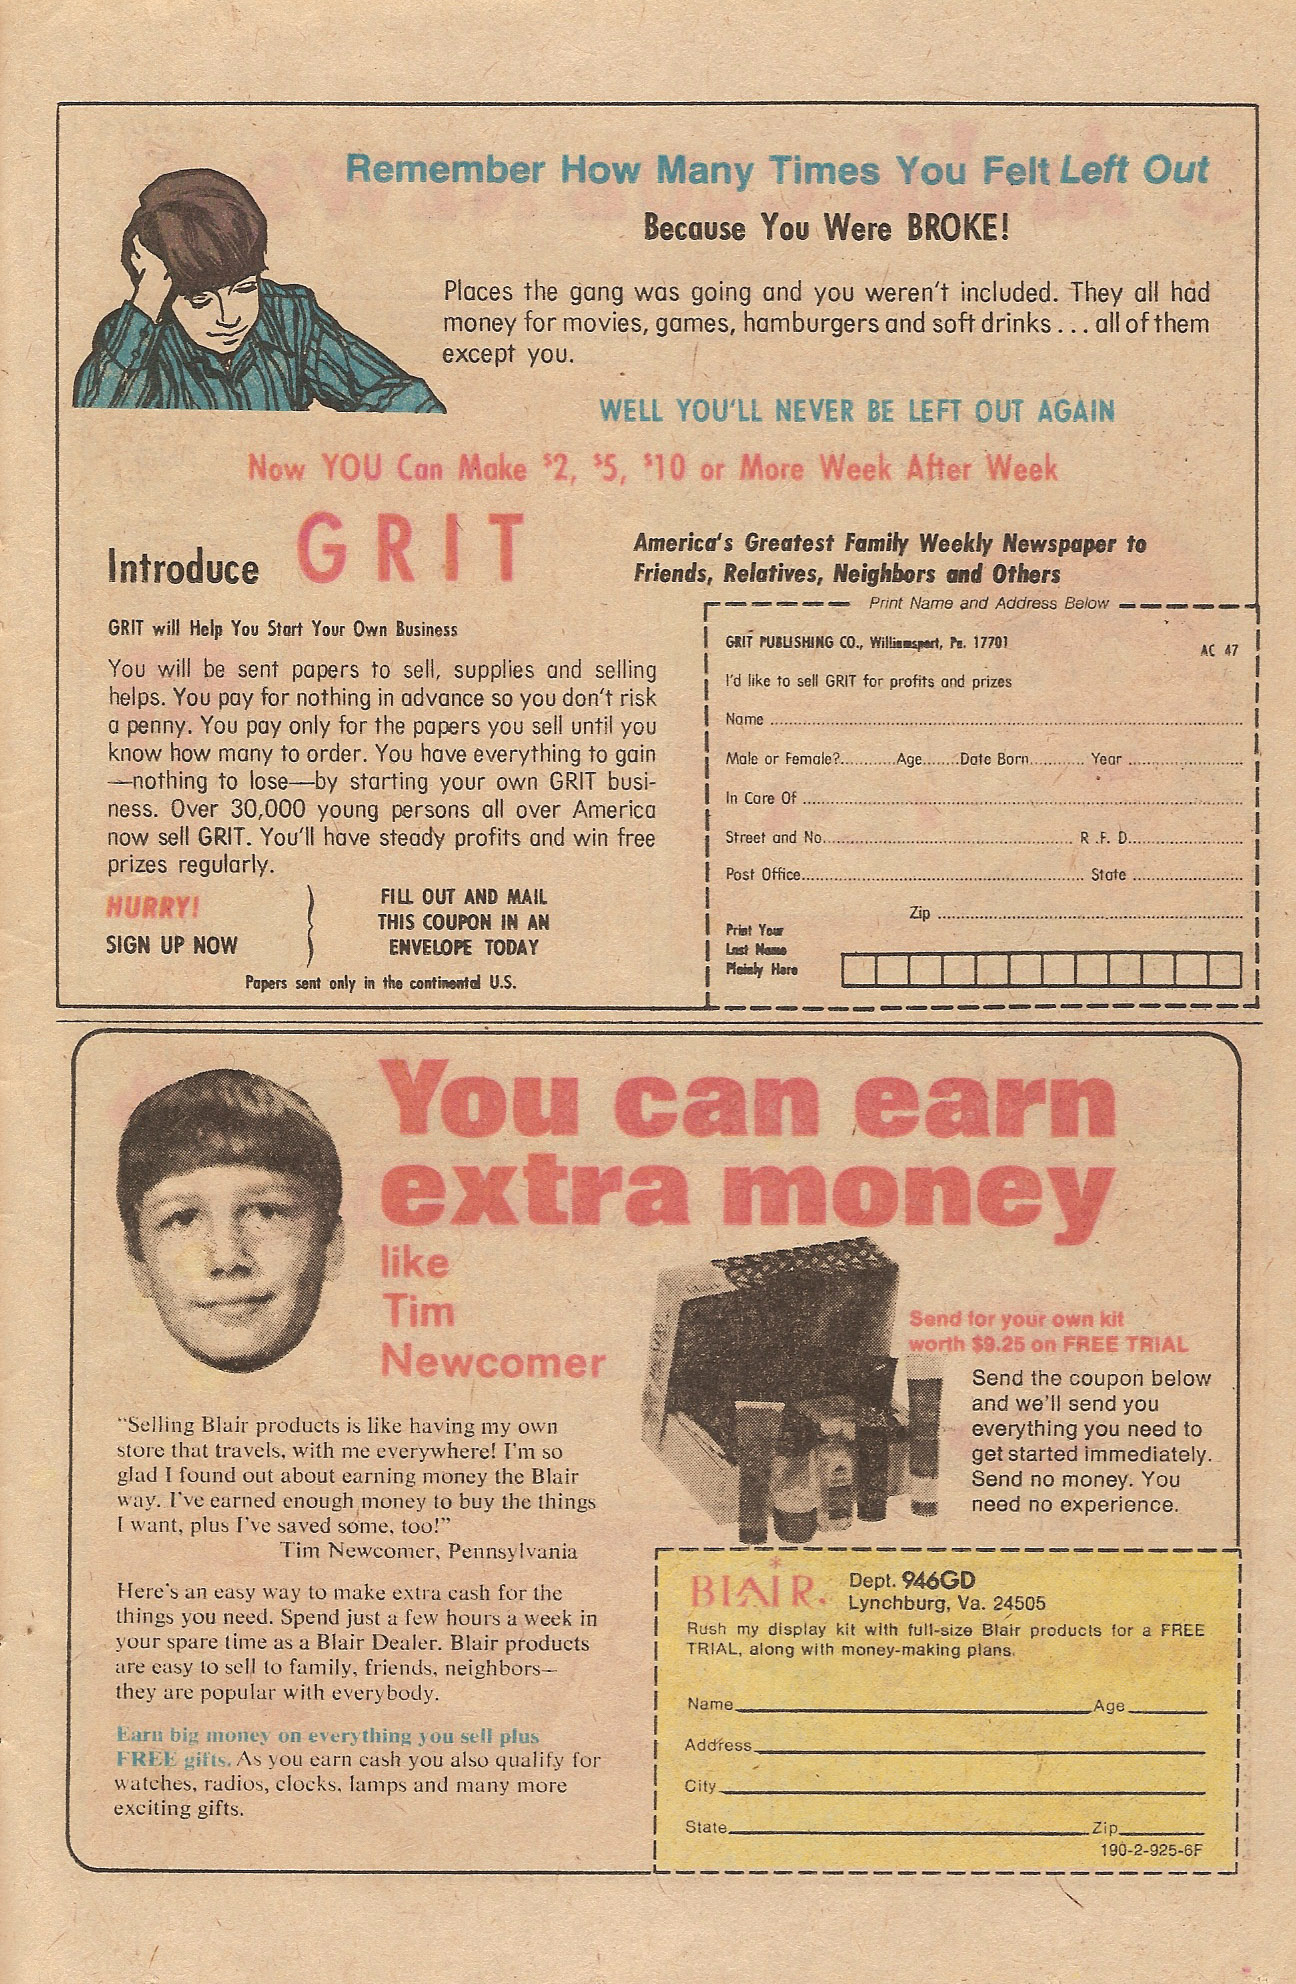 Remember How Many Times You Felt Left Out
Because You Were BROKE!
Places the gang was going and you weren't included. They all had
money for movies, games, hamburgers and soft drinks . . . all of them
except you.
WELL YOU'LL NEVER BE LEFT OUT AGAIN
Now YOU Can Make $2, $5, $10 or More Week After Week
Introduce GRIT
America's Greatest Family Weekly Newspaper to
Friends, Relatives, Neighbors and Others
GRIT will Help You Start Your Own Business
You will be sent papers to sell, supplies and selling
helps. You pay for nothing in advance so you don't risk
a penny. You pay only for the papers you sell until you
know how many to order. You have everything to gain
—nothing to lose—by starting your own GRIT busi-
ness. Over 30,000 young persons all over America
now sell GRIT. You'll have steady profits and win free
prizes regularly.
HURRY!
SIGN UP NOW
FILL OUT AND MAIL
THIS COUPON IN AN
ENVELOPE TODAY
Papers sent only in the continental U.S.
Print Name and Address Below
GRIT PUBLISHING CO., Williamsport, Pa. 17701
AC 47
I'd like to sell GRIT for profits and prizes
Name
Male or Female? Age Date Born Year
In Care Of
Street and No. R.F.D.
Post Office State
Zip
Print Your
Last Name
Plainly Here
You can earn
extra money
like
Tim
Newcomer
Send for your own kit
worth $9.25 on FREE TRIAL
Send the coupon below
and we'll send you
everything you need to
get started immediately.
Send no money. You
need no experience.
"Selling Blair products is like having my own
store that travels, with me everywhere! I'm so
glad I found out about earning money the Blair
way. I've earned enough money to buy the things
I want, plus I've saved some, too!"
Tim Newcomer, Pennsylvania
Here's an easy way to make extra cash for the
things you need. Spend just a few hours a week in
your spare time as a Blair Dealer. Blair products
are easy to sell to family, friends, neighbors—
they are popular with everybody.
Earn big money on everything you sell plus
FREE gifts. As you earn cash you also qualify for
watches, radios, clocks, lamps and many more
exciting gifts.
BLAIR. Dept. 946GD
Lynchburg, Va. 24505
Rush my display kit with full-size Blair products for a FREE
TRIAL, along with money-making plans.
Name Age
Address
City
State Zip
190-2-925-6F